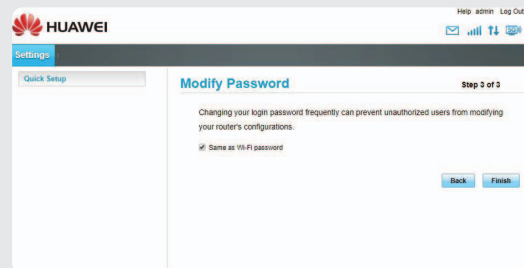 Help admin Log Out
HUAWEI
Settings
Quick Setup
Modify Password
Step 3 of 3
Changing your login password frequently can prevent unauthorized users from modifying
your router's configurations.
Same as Wi-Fi password
Back Finish